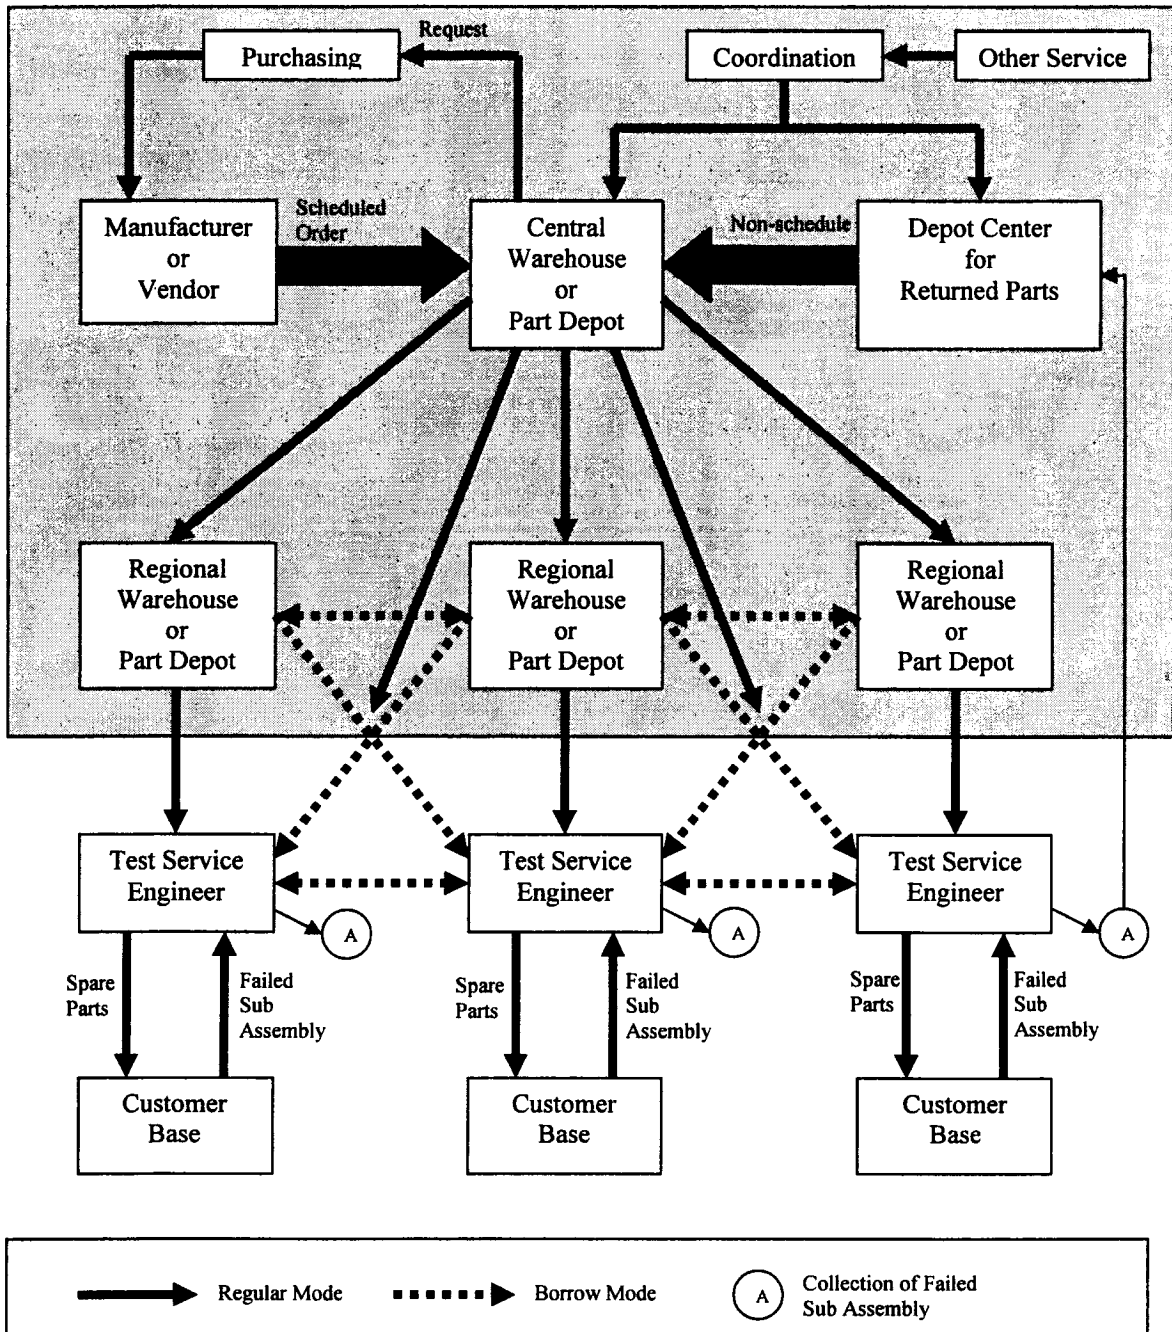 Request
Purchasing
Coordination
Other Service
Manufacturer
or
Vendor
Scheduled
Order
Central
Warehouse
or
Part Depot
Non-schedule
Depot Center
for
Returned Parts
Regional
Warehouse
or
Part Depot
Regional
Warehouse
or
Part Depot
Regional
Warehouse
or
Part Depot
Test Service
Engineer
Test Service
Engineer
Test Service
Engineer
A
A
A
Spare
Parts
Failed
Sub
Assembly
Spare
Parts
Failed
Sub
Assembly
Spare
Parts
Failed
Sub
Assembly
Customer
Base
Customer
Base
Customer
Base
Regular Mode
Borrow Mode
A
Collection of Failed
Sub Assembly